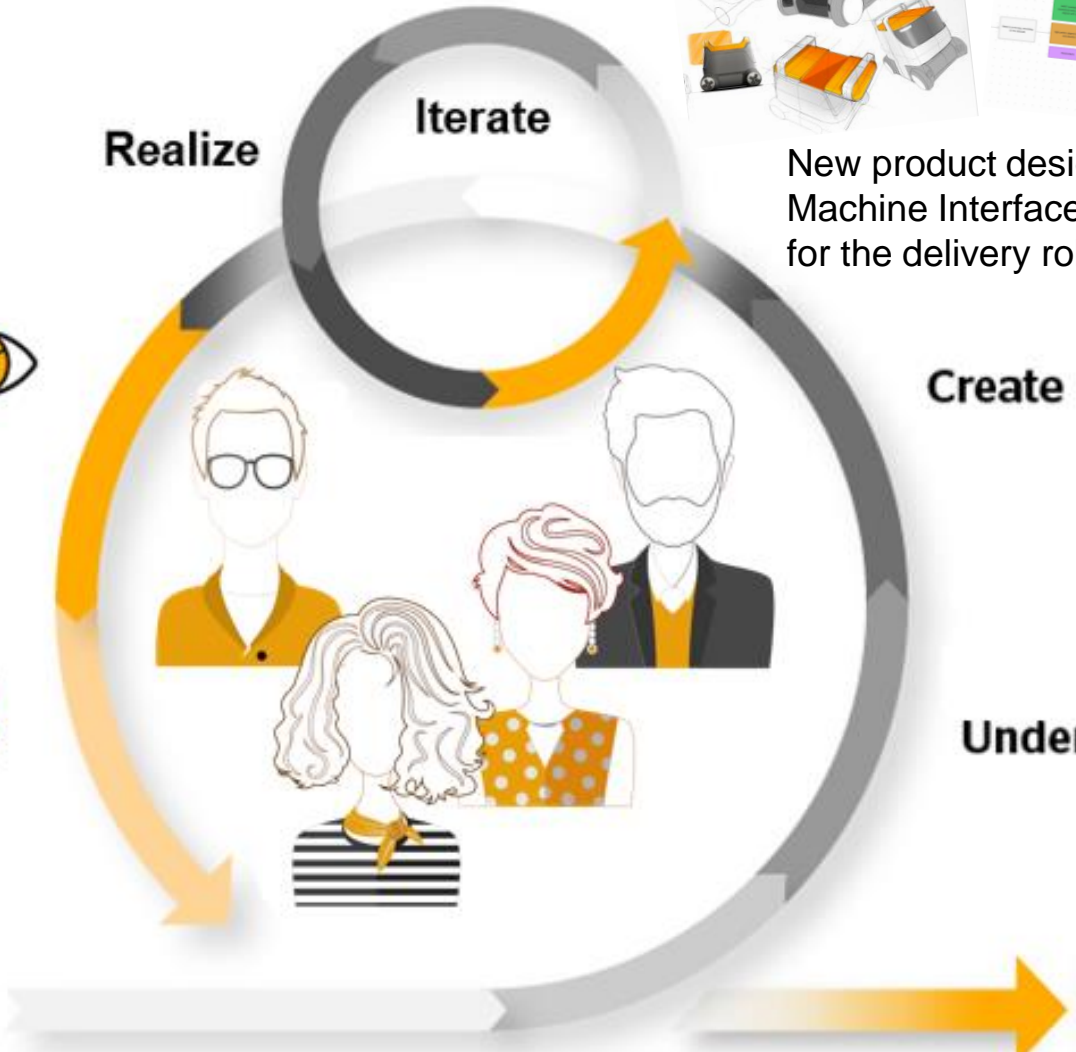 Iterate
Realize
New product desi
Machine Interface
for the delivery ro
Create
Under